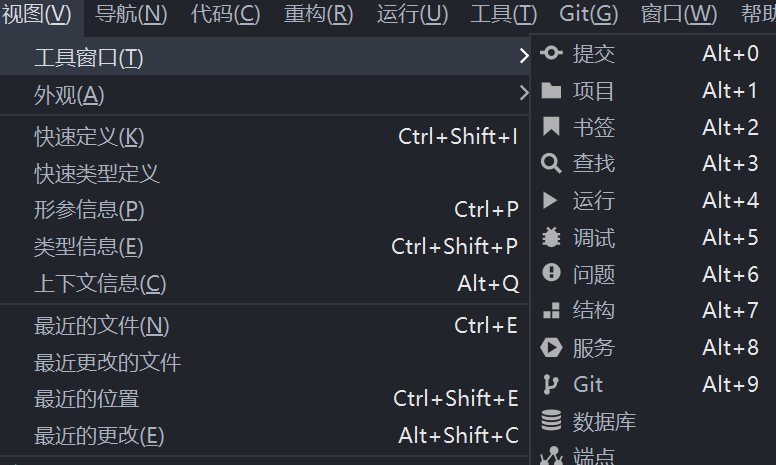 视图(V) 导航(N) 代码(C) 重构(R) 运行(U) 工具(T) Git(G) 窗口(W) 帮助
工具窗口(T)
外观(A)
快速定义(K) Ctrl+Shift+I
快速类型定义
形参信息(P) Ctrl+P
类型信息(E) Ctrl+Shift+P
上下文信息(C) Alt+Q
最近的文件(N) Ctrl+E
最近更改的文件
最近的位置 Ctrl+Shift+E
最近的更改(E) Alt+Shift+C
提交 Alt+0
项目 Alt+1
书签 Alt+2
查找 Alt+3
运行 Alt+4
调试 Alt+5
问题 Alt+6
结构 Alt+7
服务 Alt+8
Git Alt+9
数据库
端点